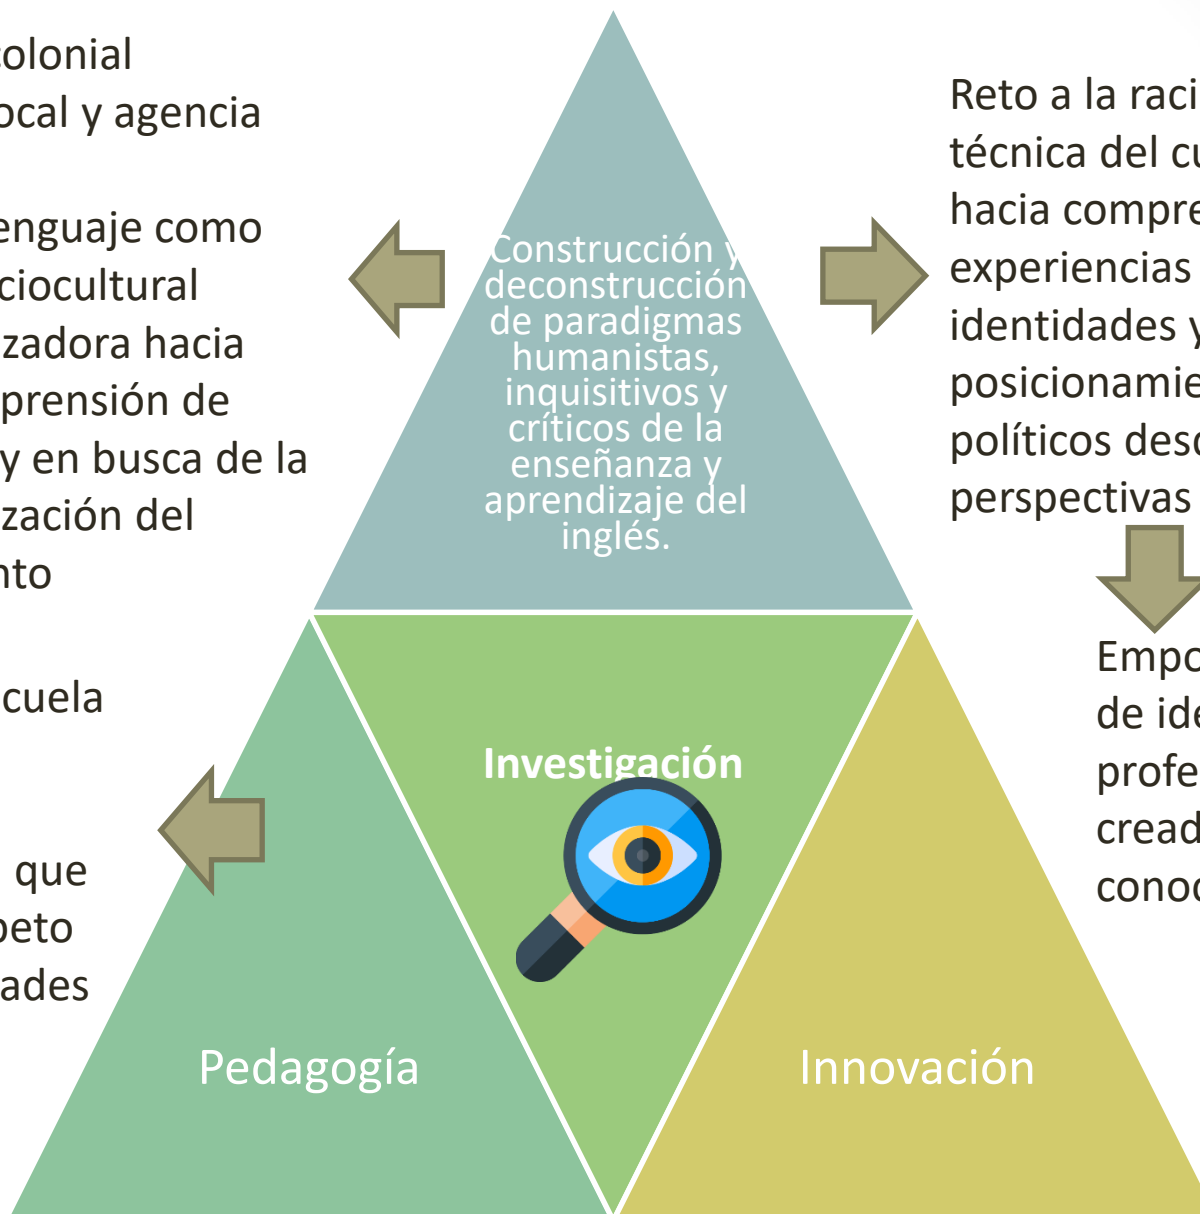 colonial
ocal y agencia
enguaje como
ciocultural
izadora hacia
prensión de
y en busca de la
zación del
nto
cuela
que
peto
ades
Construcción y
deconstrucción
de paradigmas
humanistas,
inquisitivos y
críticos de la
enseñanza y
aprendizaje del
inglés.
Reto a la raci
técnica del cu
hacia compre
experiencias
identidades y
posicionamie
políticos desc
perspectivas
Empo
de ide
profe
cread
conoc
Investigación
Pedagogía
Innovación